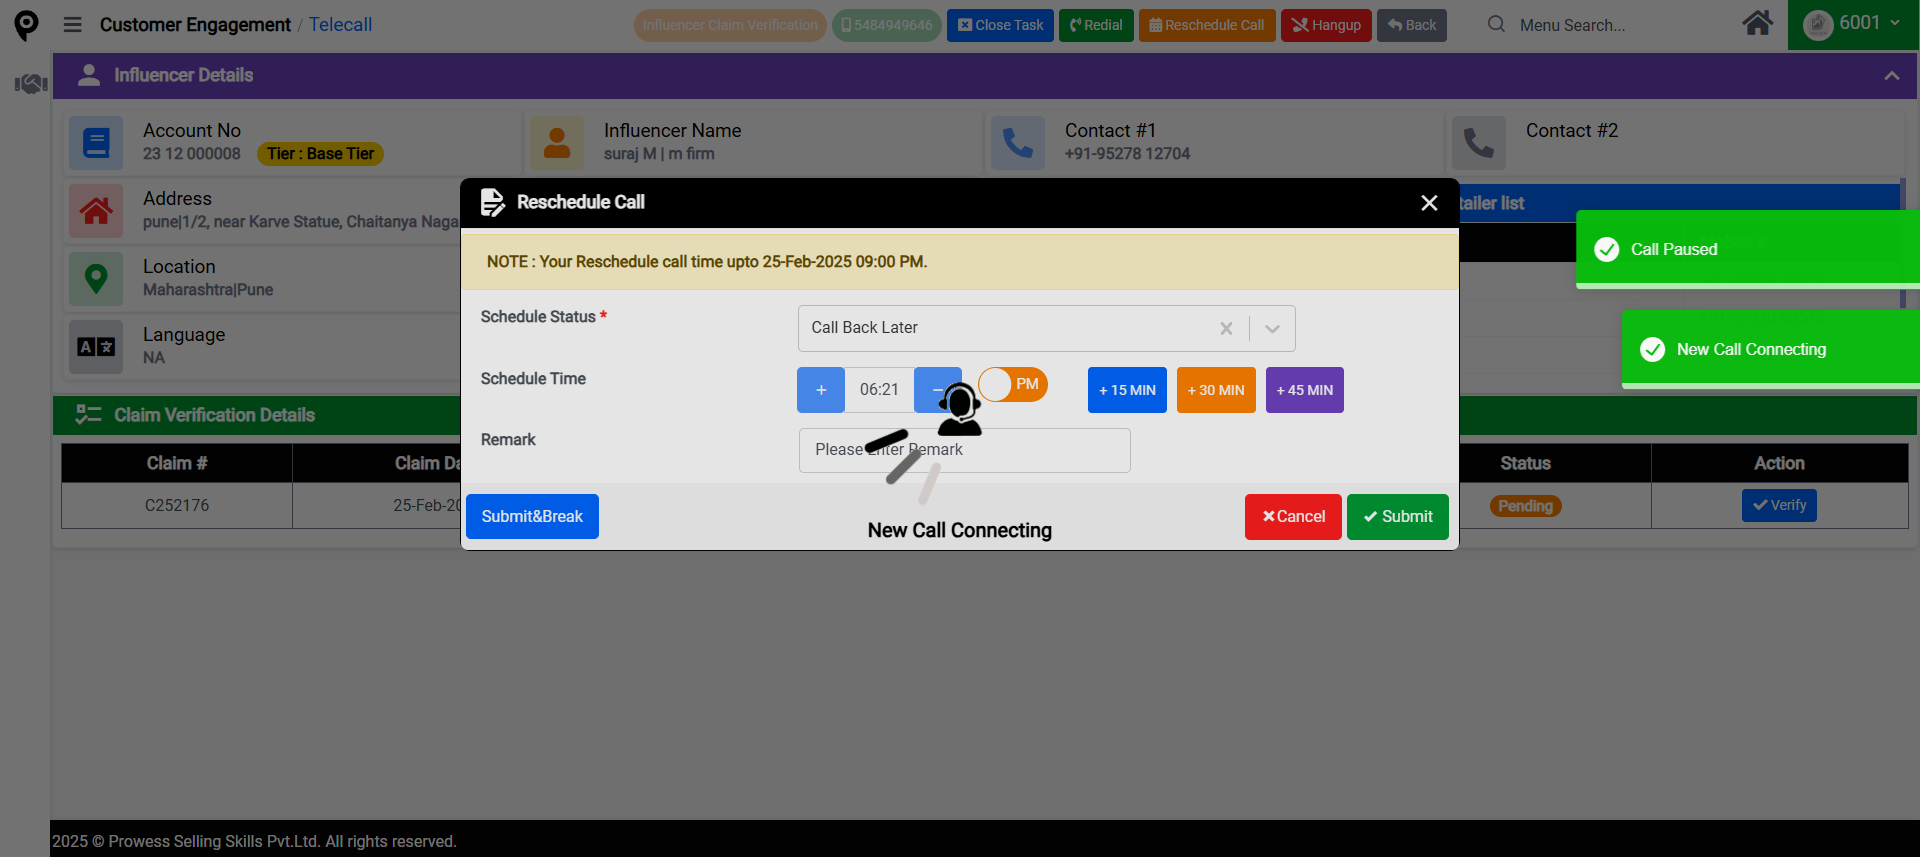 Customer Engagement / Telecall
Influencer Claim Verification
5484949646
Close Task
Redial
Reschedule Call
Hangup
Back
Menu Search...
6001
Influencer Details
Account No
23 12 000008
Tier : Base Tier
Influencer Name
suraj M | m firm
Contact #1
+91-95278 12704
Contact #2
Address
pune|1/2, near Karve Statue, Chaitanya Naga
Location
Maharashtra|Pune
Language
NA
tailer list
Call Paused
New Call Connecting
Reschedule Call
NOTE : Your Reschedule call time upto 25-Feb-2025 09:00 PM.
Schedule Status *
Call Back Later
Schedule Time
+
06:21
−
PM
+ 15 MIN
+ 30 MIN
+ 45 MIN
Remark
Please Enter Remark
Submit&Break
New Call Connecting
Cancel
Submit
Claim Verification Details
Claim #
Claim Da
Status
Action
C252176
25-Feb-20
Pending
Verify
2025 © Prowess Selling Skills Pvt.Ltd. All rights reserved.